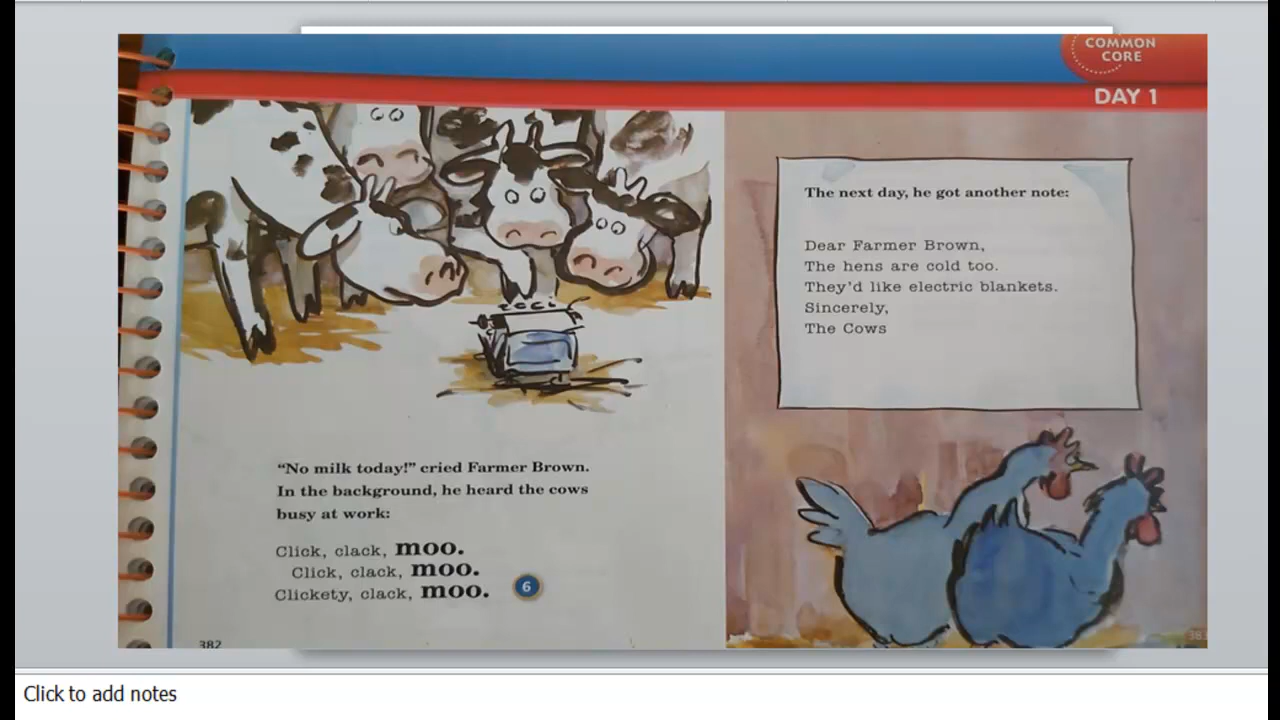 COMMON
CORE
DAY 1
"No milk today!" cried Farmer Brown.
In the background, he heard the cows
busy at work:
Click, clack, moo.
Click, clack, moo.
Clickety, clack, moo.
6
382
The next day, he got another note:
Dear Farmer Brown,
The hens are cold too.
They'd like electric blankets.
Sincerely,
The Cows
383
Click to add notes